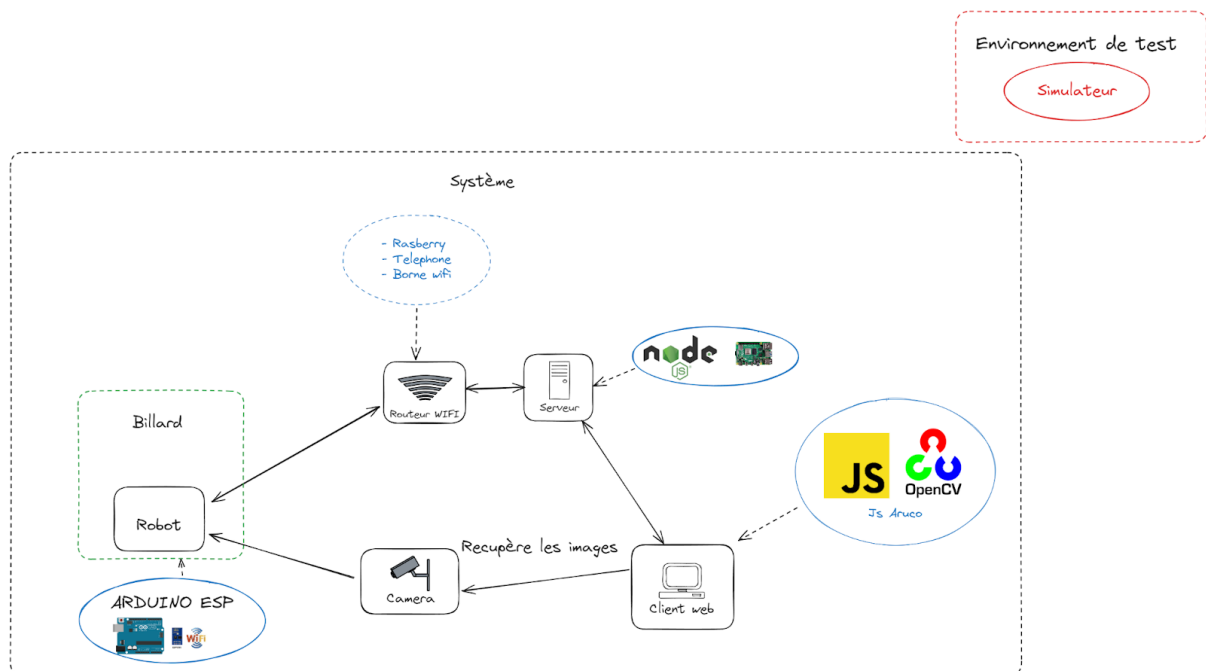 Environnement de test
Simulateur
Système
- Rasberry
- Telephone
- Borne wifi
node
JS
Routeur WIFI
Serveur
Billard
JS
OpenCV
Js Aruco
Robot
Recupère les images
Camera
Client web
ARDUINO ESP
WiFi